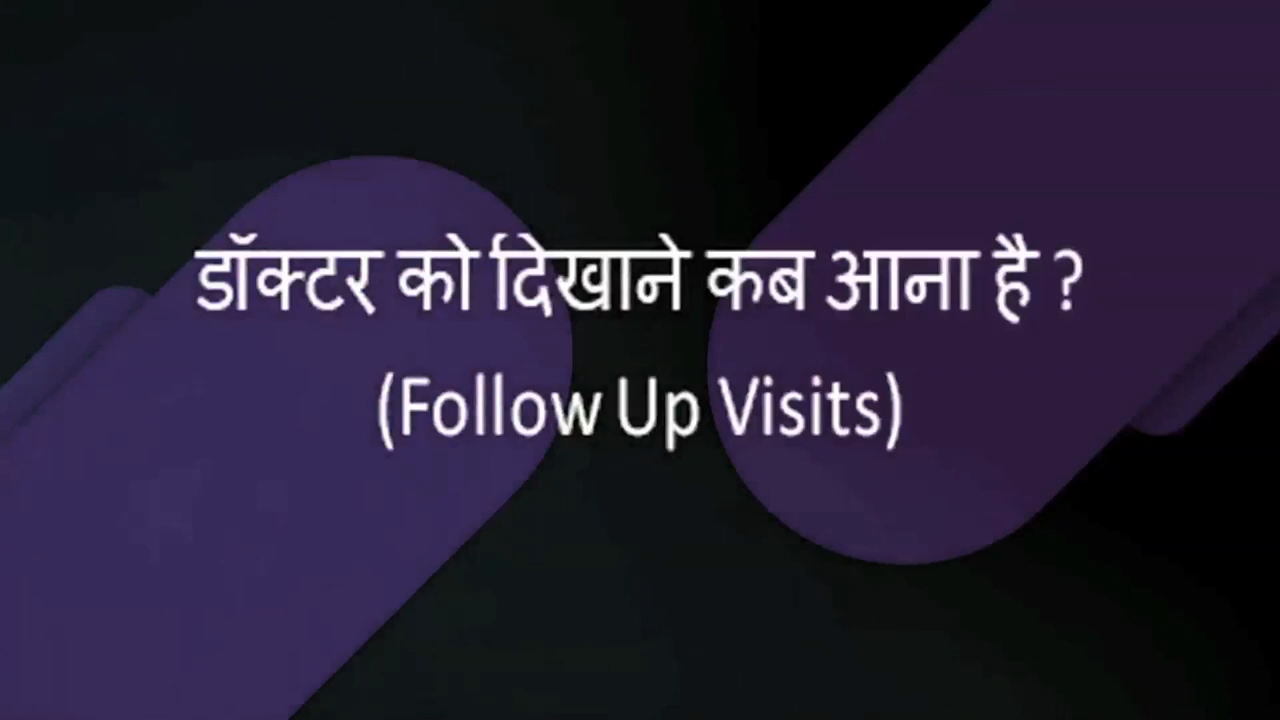 डॉक्टर को दिखाने कब आना है ?
(Follow Up Visits)